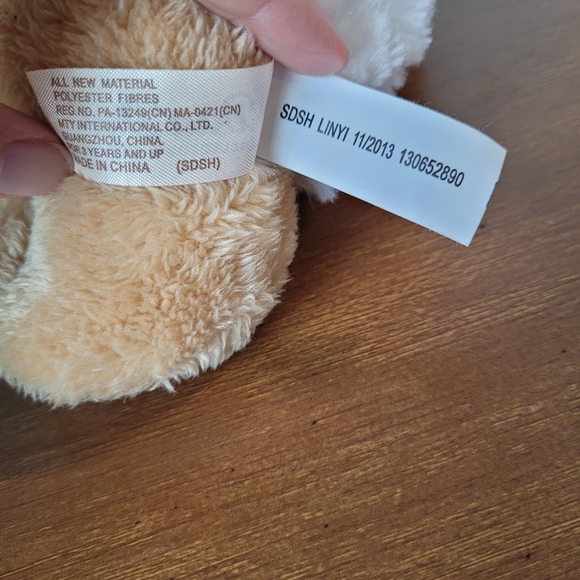 ALL NEW MATERIAL
POLYESTER FIBRES
REG.NO. PA-13249(CN) MA-0421(CN)
MTY INTERNATIONAL CO., LTD.
GUANGZHOU, CHINA.
FOR 3 YEARS AND UP
MADE IN CHINA (SDSH)
SDSH LINYI 11/2013 130652890